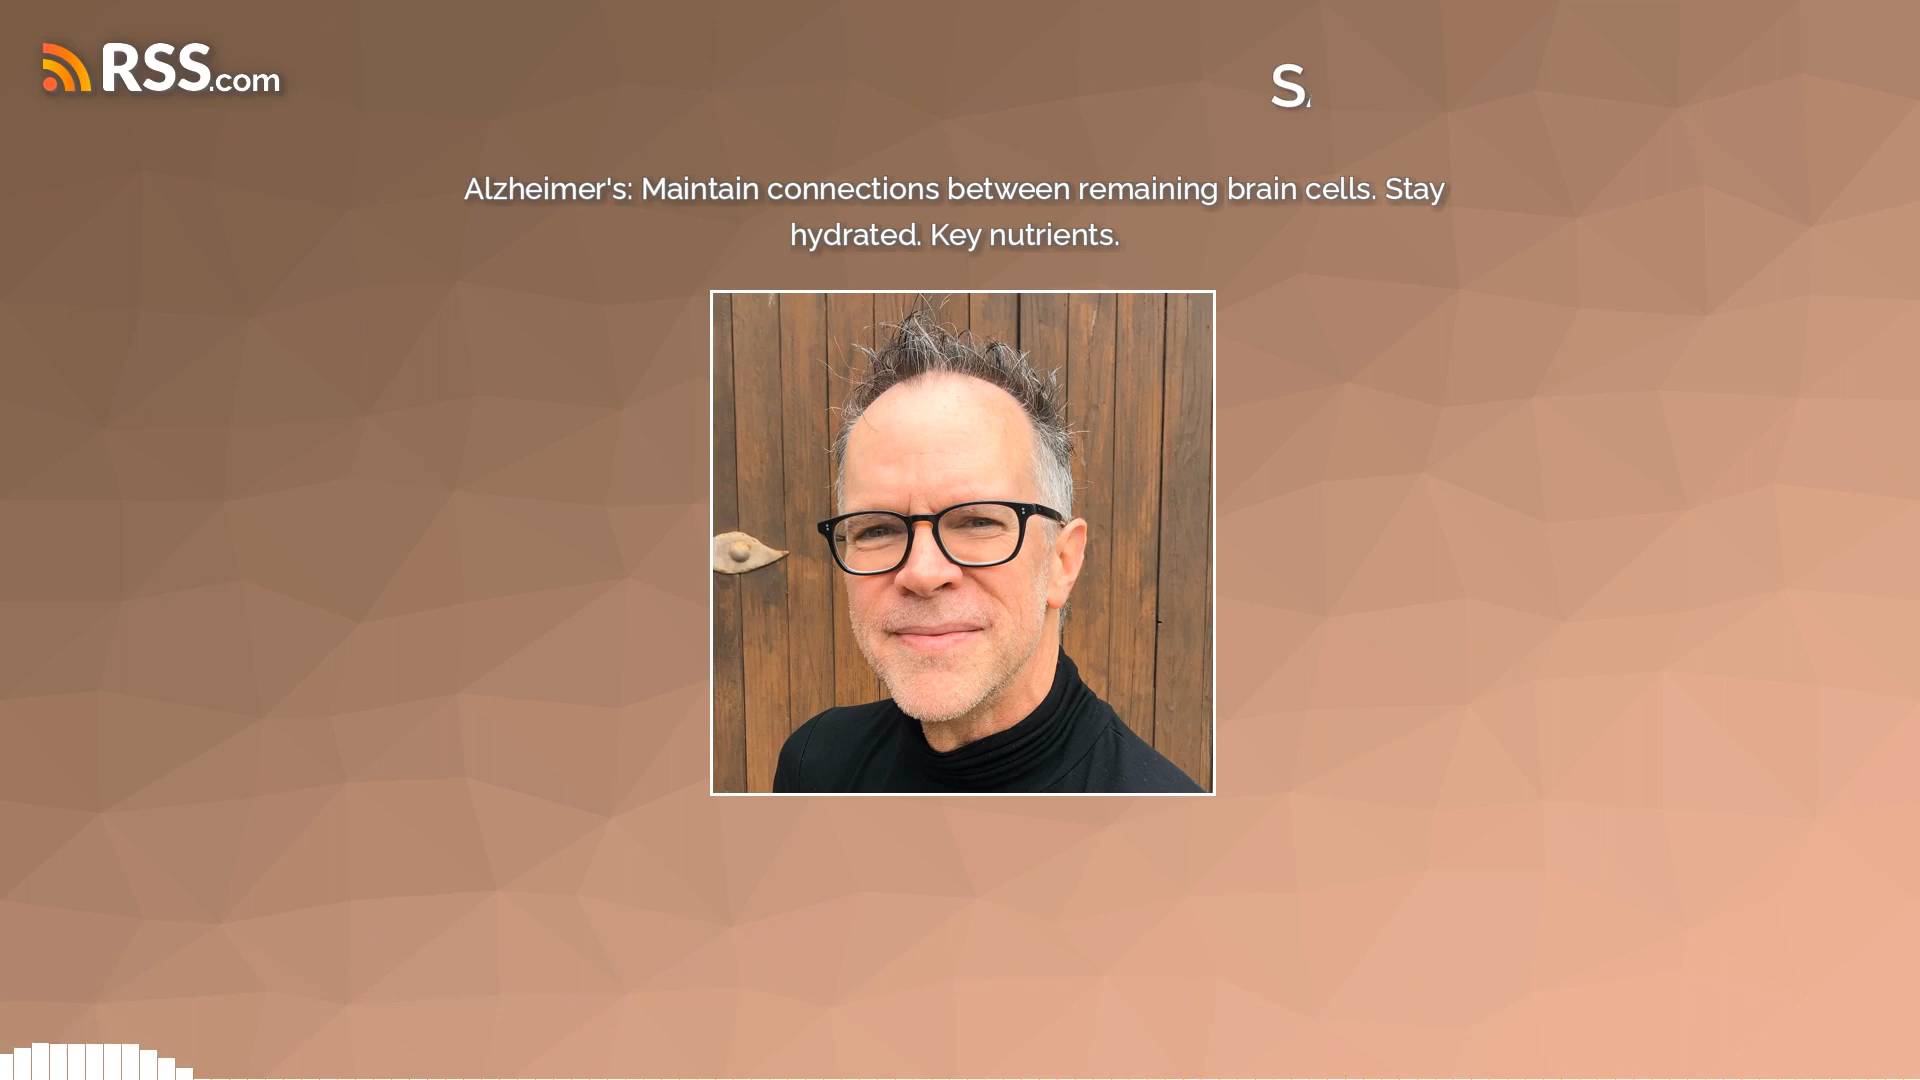 RSS.com
S
Alzheimer's: Maintain connections between remaining brain cells. Stay
hydrated. Key nutrients.